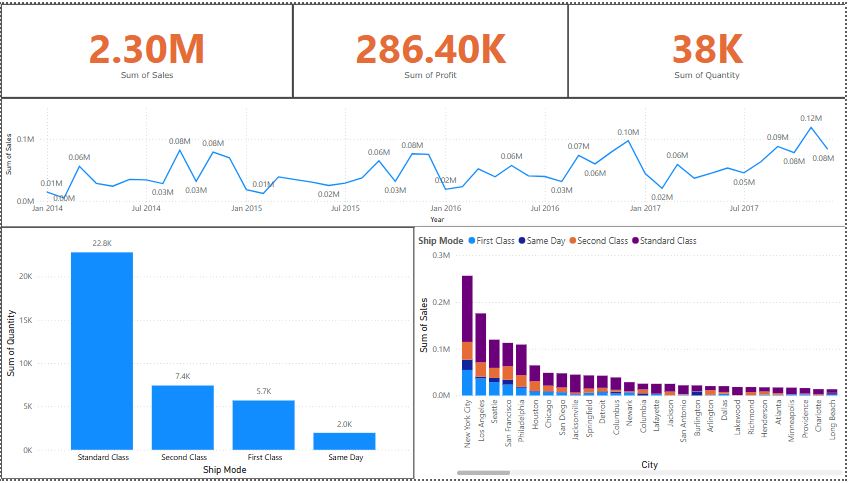 2.30M
Sum of Sales
286.40K
Sum of Profit
38K
Sum of Quantity
Sum of Sales
0.1M
0.0M
0.01M
0.00M
0.06M
0.03M
0.08M
0.03M
0.08M
0.01M
0.02M
0.06M
0.03M
0.08M
0.02M
0.06M
0.03M
0.07M
0.06M
0.10M
0.02M
0.06M
0.05M
0.09M
0.08M
0.12M
0.08M
Jan 2014
Jul 2014
Jan 2015
Jul 2015
Jan 2016
Jul 2016
Jan 2017
Jul 2017
Year
Sum of Quantity
20K
15K
10K
5K
0K
22.8K
7.4K
5.7K
2.0K
Standard Class
Second Class
First Class
Same Day
Ship Mode
Ship Mode First Class Same Day Second Class Standard Class
Sum of Sales
0.3M
0.2M
0.1M
0.0M
New York City
Los Angeles
Seattle
San Francisco
Philadelphia
Houston
Chicago
San Diego
Jacksonville
Springfield
Detroit
Columbus
Newark
Columbia
Lafayette
Jackson
San Antonio
Burlington
Arlington
Dallas
Lakewood
Richmond
Henderson
Atlanta
Minneapolis
Providence
Charlotte
Long Beach
City